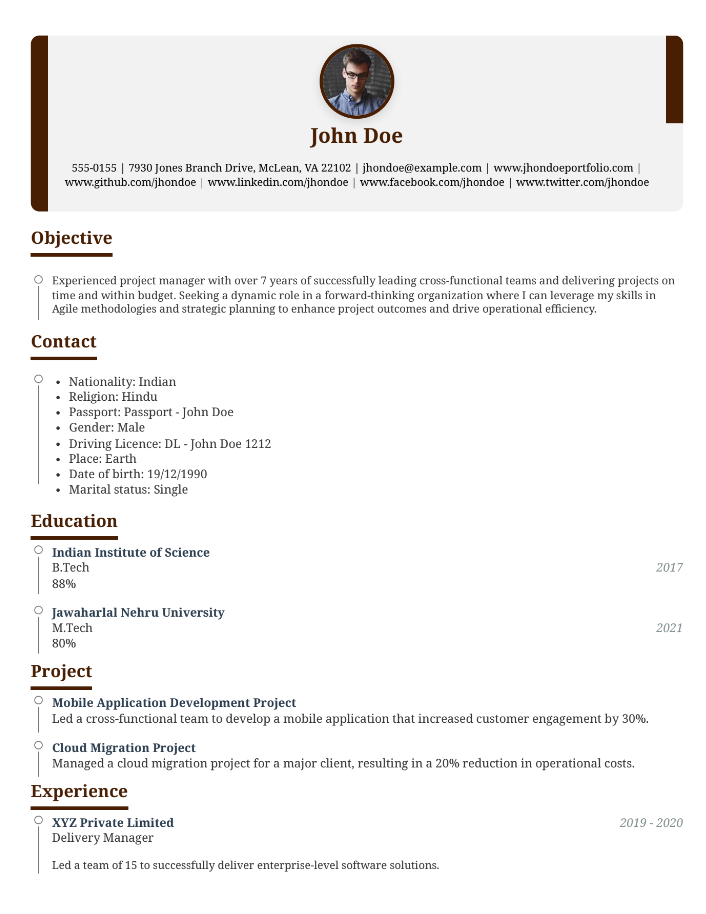 John Doe
555-0155 | 7930 Jones Branch Drive, McLean, VA 22102 | jhondoe@example.com | www.jhondoeportfolio.com |
www.github.com/jhondoe | www.linkedin.com/jhondoe | www.facebook.com/jhondoe | www.twitter.com/jhondoe
Objective
Experienced project manager with over 7 years of successfully leading cross-functional teams and delivering projects on
time and within budget. Seeking a dynamic role in a forward-thinking organization where I can leverage my skills in
Agile methodologies and strategic planning to enhance project outcomes and drive operational efficiency.
Contact
• Nationality: Indian
• Religion: Hindu
• Passport: Passport - John Doe
• Gender: Male
• Driving Licence: DL - John Doe 1212
• Place: Earth
• Date of birth: 19/12/1990
• Marital status: Single
Education
Indian Institute of Science
B.Tech 2017
88%
Jawaharlal Nehru University
M.Tech 2021
80%
Project
Mobile Application Development Project
Led a cross-functional team to develop a mobile application that increased customer engagement by 30%.
Cloud Migration Project
Managed a cloud migration project for a major client, resulting in a 20% reduction in operational costs.
Experience
XYZ Private Limited 2019 - 2020
Delivery Manager
Led a team of 15 to successfully deliver enterprise-level software solutions.